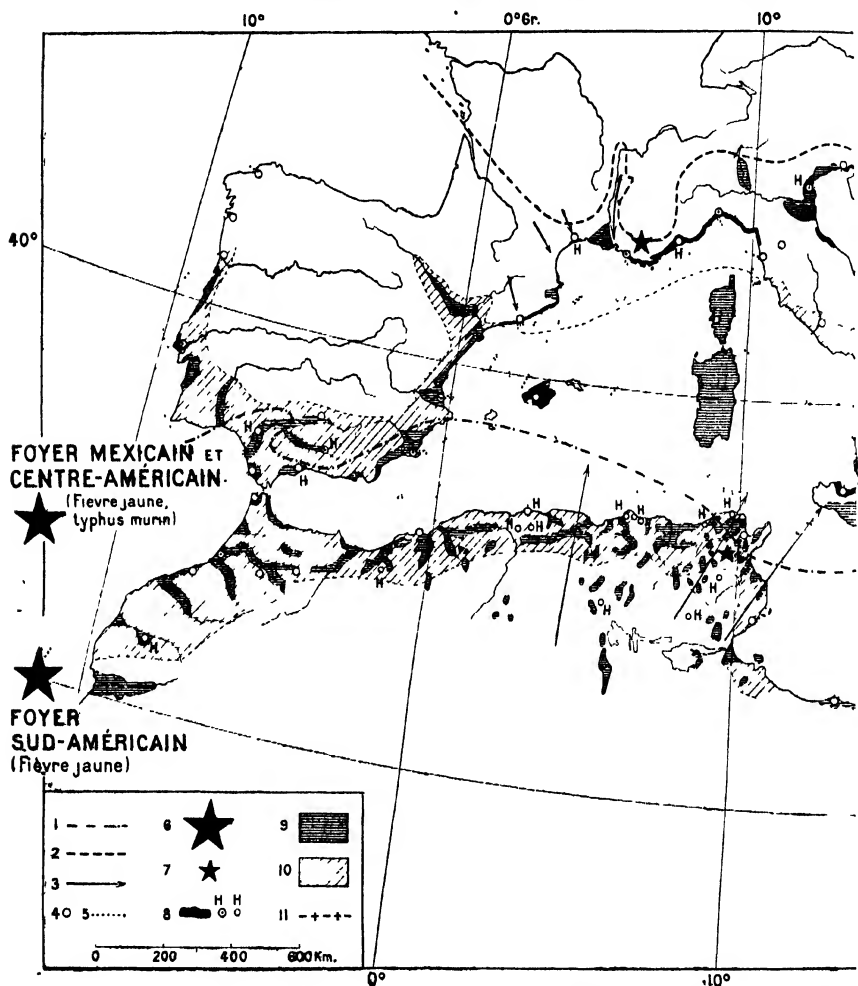 10° 0°Gr. 10°
40°
FOYER MEXICAIN ET
CENTRE-AMÉRICAIN.
(Fièvre jaune,
typhus murin)
FOYER
SUD-AMÉRICAIN
(Fièvre jaune)
H
H H
H
H
H
H
H
H H
H H
H H
H
H
H
H
H
1 6 9
2
3 7 10
4 5 8 H H 11
0 200 400 600 Km.
0° 10°